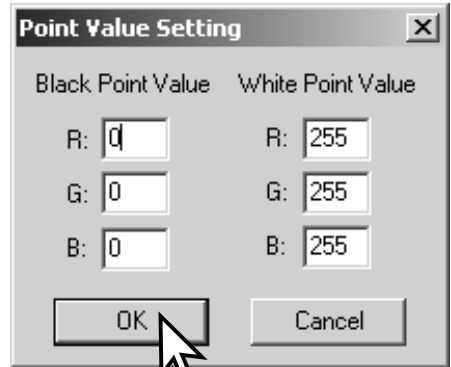 Point Value Setting
Black Point Value White Point Value
R: 0 R: 255
G: 0 G: 255
B: 0 B: 255
OK Cancel